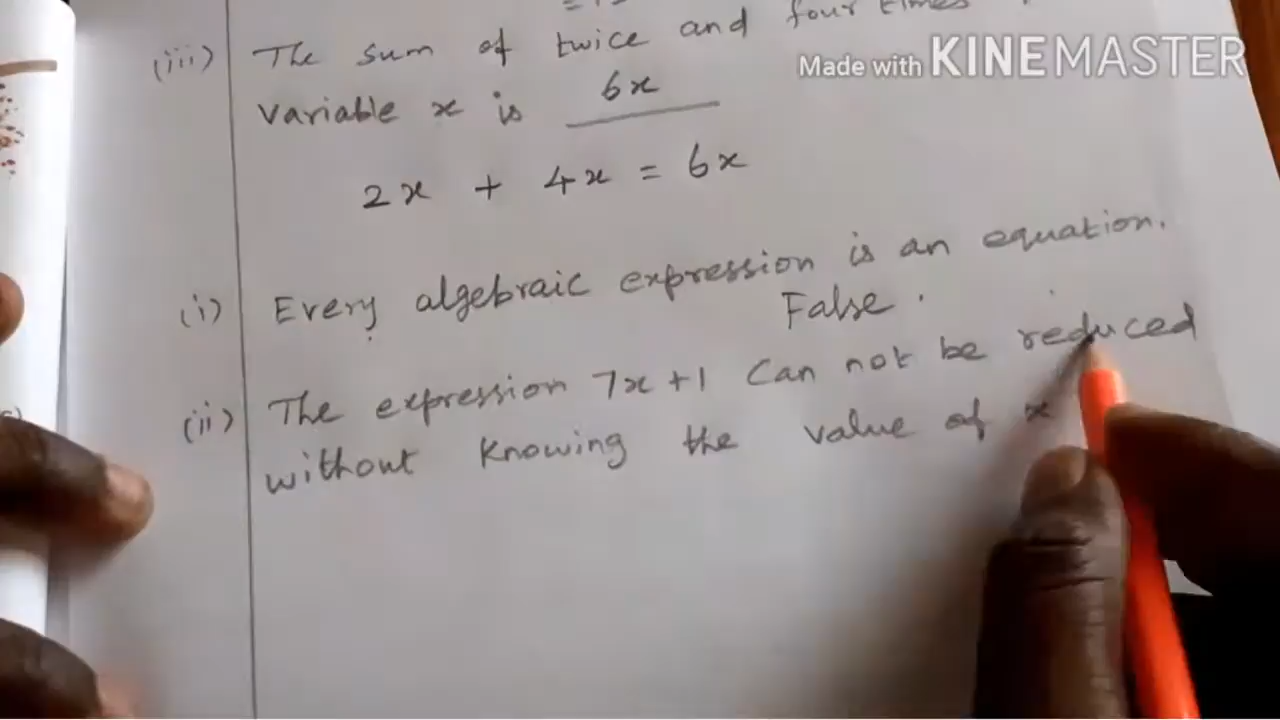 (iii) The sum of twice and four times
Made with KINEMASTER
variable x is 6x
2x + 4x = 6x
(i) Every algebraic expression is an equation.
False.
(ii) The expression 7x+1 can not be reduced
without knowing the value of x